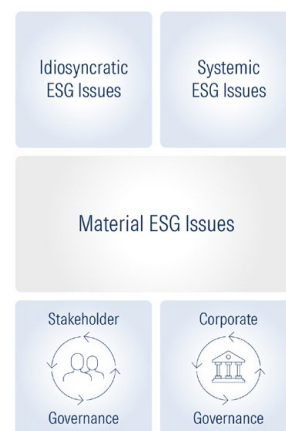 Idiosyncratic
ESG Issues
Systemic
ESG Issues
Material ESG Issues
Stakeholder
Governance
Corporate
Governance